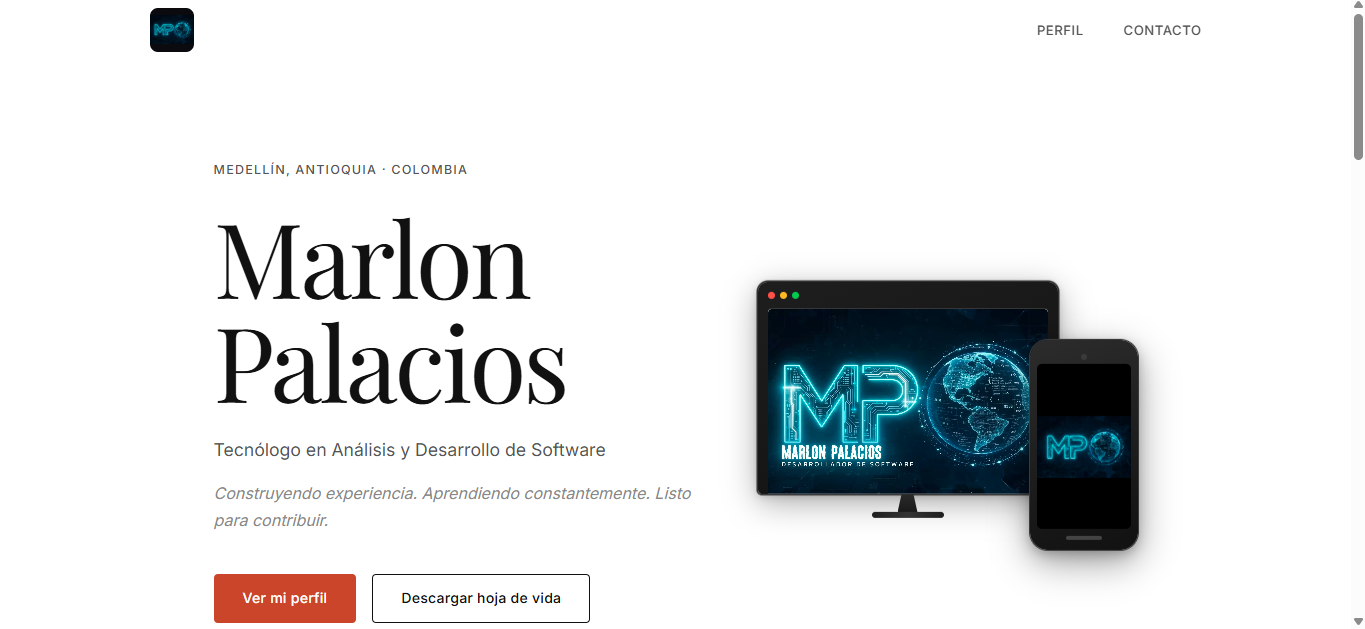 MP
PERFIL
CONTACTO
MEDELLÍN, ANTIOQUIA · COLOMBIA
Marlon
Palacios
MP
MARLON PALACIOS
DESARROLLADOR DE SOFTWARE
MP
Tecnólogo en Análisis y Desarrollo de Software
Construyendo experiencia. Aprendiendo constantemente. Listo
para contribuir.
Ver mi perfil
Descargar hoja de vida